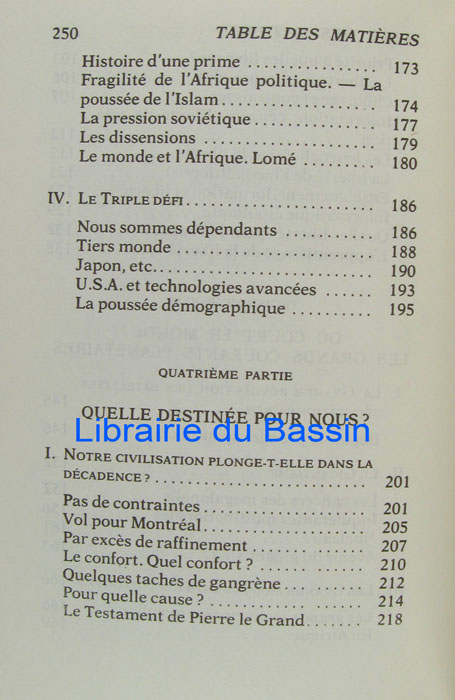 250 TABLE DES MATIÈRES
Histoire d'une prime ................ 173
Fragilité de l'Afrique politique. — La
poussée de l'Islam .................. 174
La pression soviétique .............. 177
Les dissensions ..................... 179
Le monde et l'Afrique. Lomé ......... 180
IV. LE TRIPLE DÉFI .................. 186
Nous sommes dépendants .............. 186
Tiers monde ......................... 188
Japon, etc. ......................... 190
U.S.A. et technologies avancées ...... 193
La poussée démographique .......... 195
QUATRIÈME PARTIE
QUELLE DESTINÉE POUR NOUS ?
Librairie du Bassin
I. NOTRE CIVILISATION PLONGE-T-ELLE DANS LA
DÉCADENCE ? ......................... 201
Pas de contraintes .................. 201
Vol pour Montréal ................... 205
Par excès de raffinement ............ 207
Le confort. Quel confort ? .......... 210
Quelques taches de gangrène ......... 212
Pour quelle cause ? ................. 214
Le Testament de Pierre le Grand ..... 218